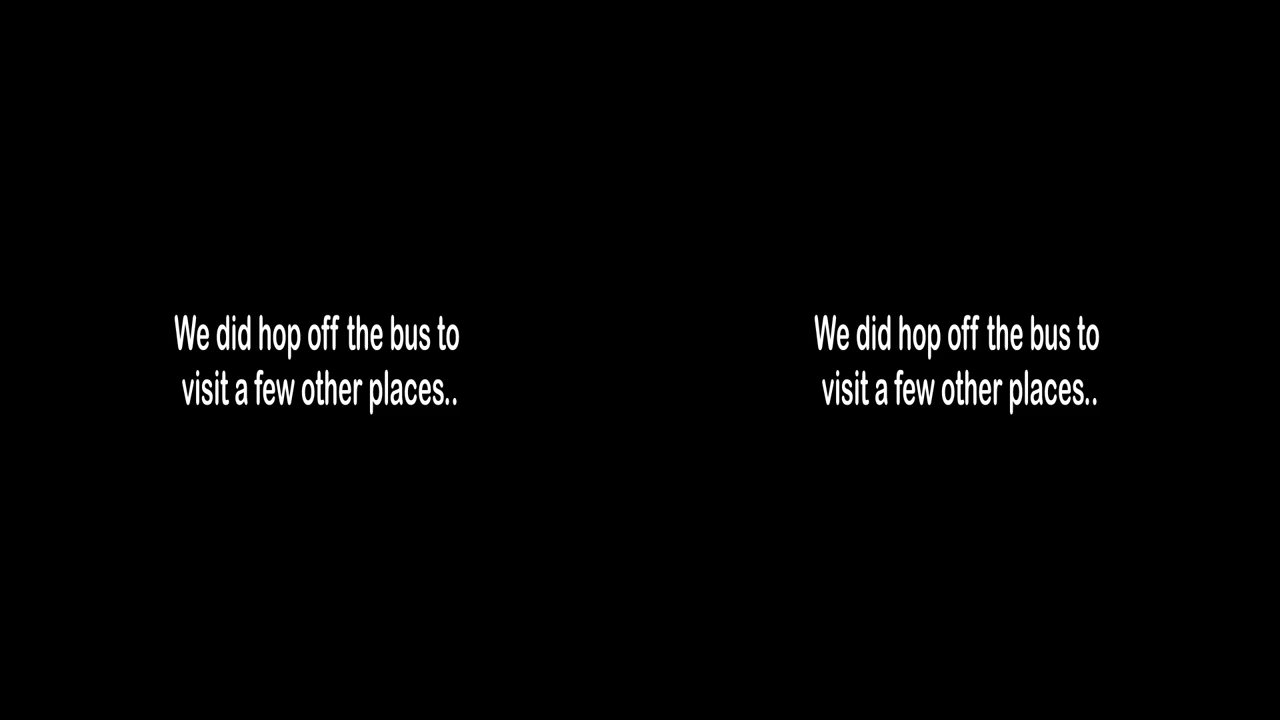 We did hop off the bus to
visit a few other places..
We did hop off the bus to
visit a few other places..